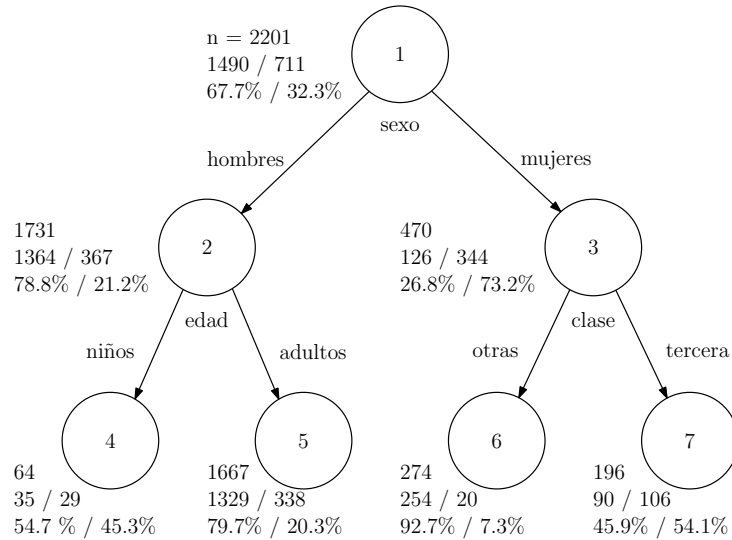 n = 2201
1490 / 711
67.7% / 32.3%
1
sexo
hombres
mujeres
1731
1364 / 367
78.8% / 21.2%
2
edad
470
126 / 344
26.8% / 73.2%
3
clase
niños
adultos
otras
tercera
64
35 / 29
54.7 % / 45.3%
4
1667
1329 / 338
79.7% / 20.3%
5
274
254 / 20
92.7% / 7.3%
6
196
90 / 106
45.9% / 54.1%
7